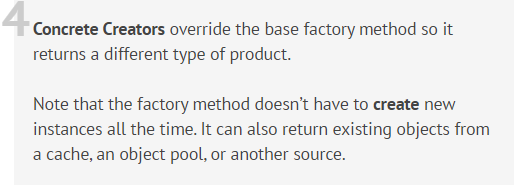 4
Concrete Creators override the base factory method so it
returns a different type of product.
Note that the factory method doesn’t have to create new
instances all the time. It can also return existing objects from
a cache, an object pool, or another source.